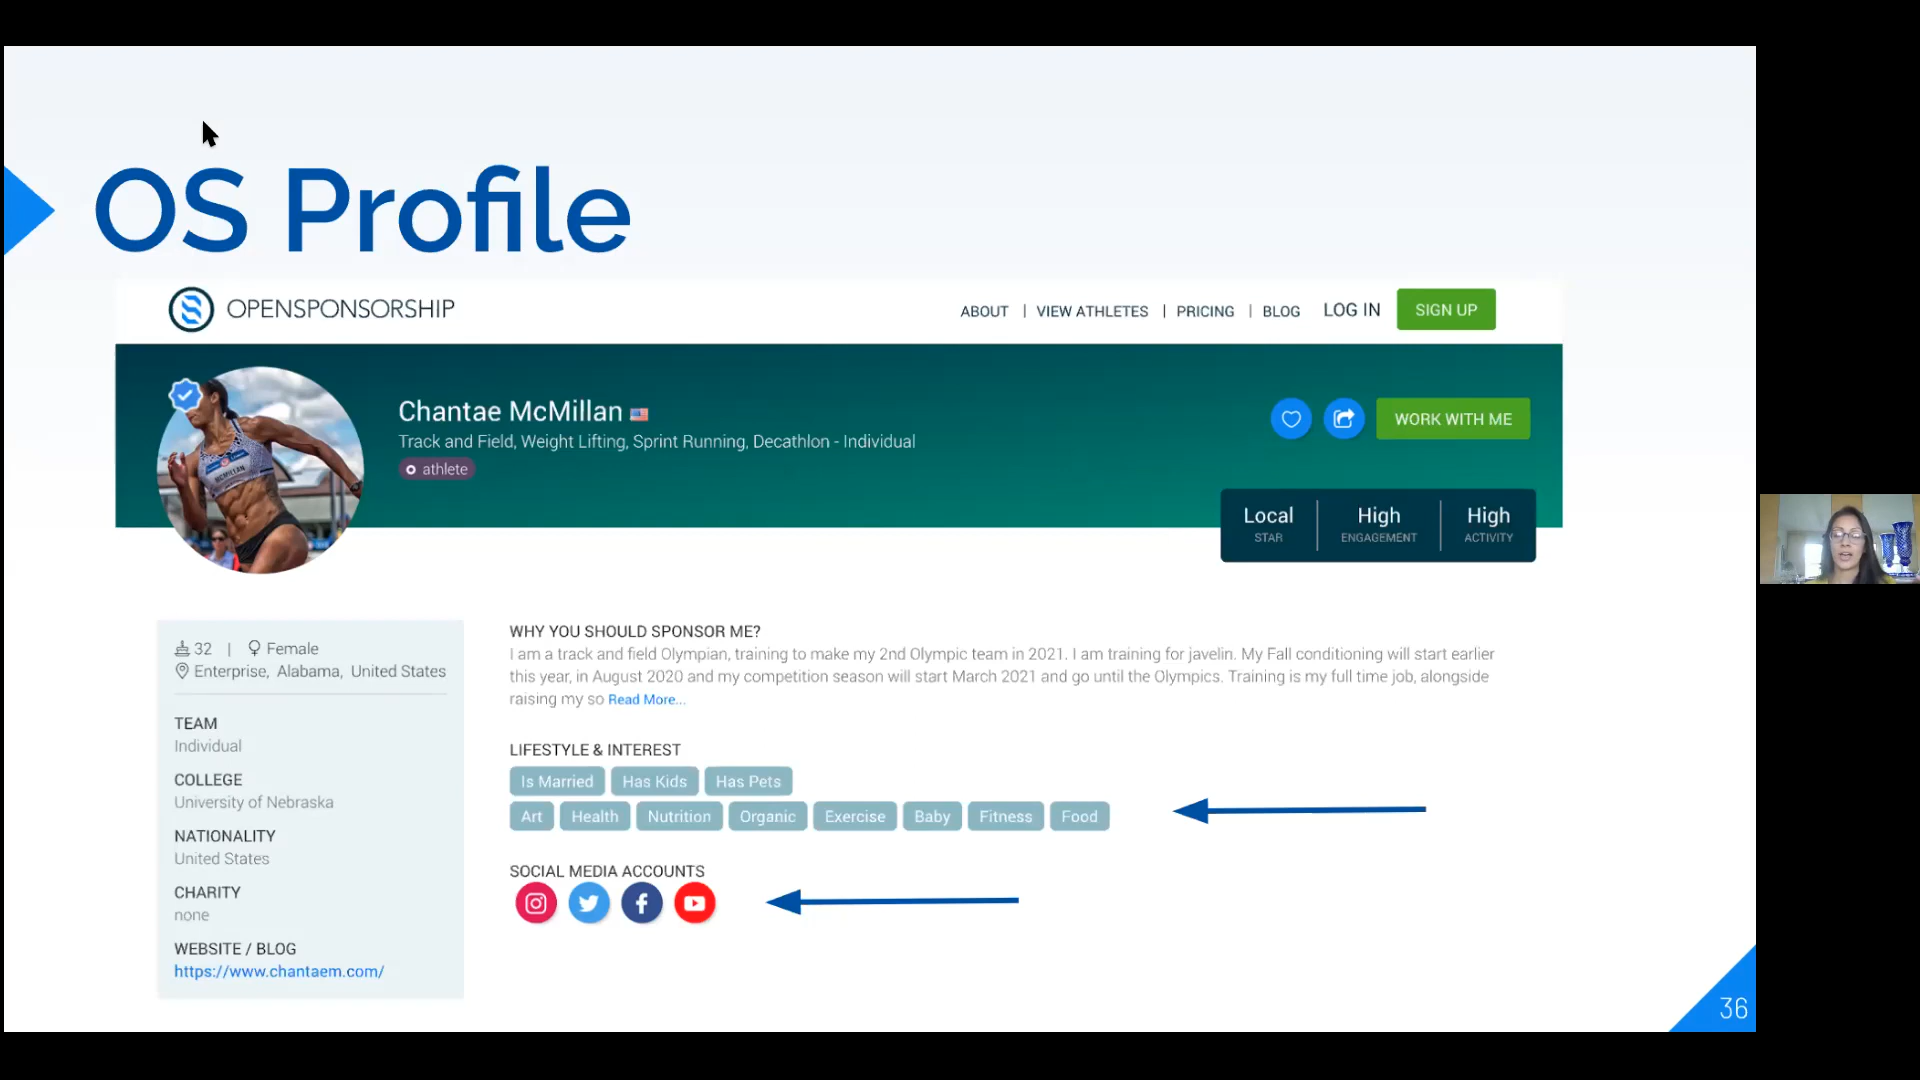 OS Profile
OPENSPONSORSHIP
ABOUT | VIEW ATHLETES | PRICING | BLOG LOG IN SIGN UP
Chantae McMillan
Track and Field, Weight Lifting, Sprint Running, Decathlon - Individual
athlete
WORK WITH ME
MCMILLAN
Local High High
STAR ENGAGEMENT ACTIVITY
32 | Female
Enterprise, Alabama, United States
TEAM
Individual
COLLEGE
University of Nebraska
NATIONALITY
United States
CHARITY
none
WEBSITE / BLOG
https://www.chantaem.com/
WHY YOU SHOULD SPONSOR ME?
I am a track and field Olympian, training to make my 2nd Olympic team in 2021. I am training for javelin. My Fall conditioning will start earlier
this year, in August 2020 and my competition season will start March 2021 and go until the Olympics. Training is my full time job, alongside
raising my so Read More...
LIFESTYLE & INTEREST
Is Married Has Kids Has Pets
Art Health Nutrition Organic Exercise Baby Fitness Food
SOCIAL MEDIA ACCOUNTS
36